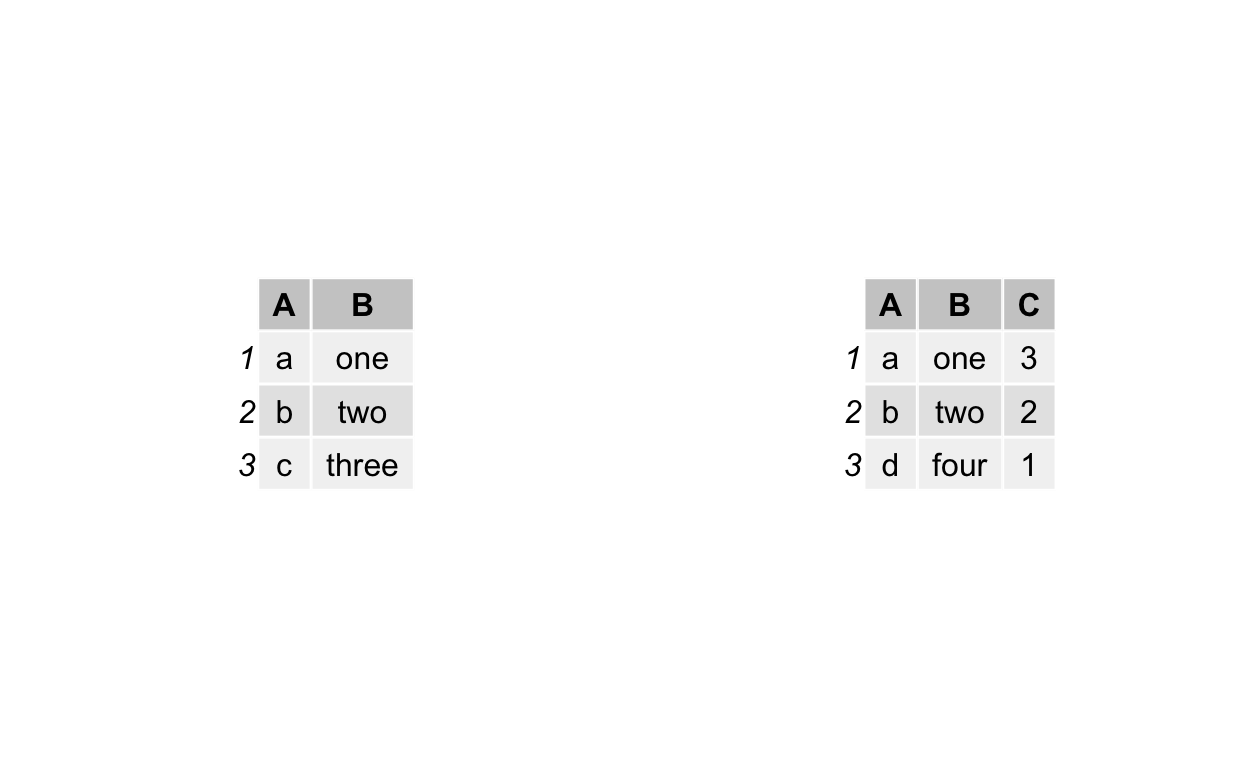 A B
1 a one
2 b two
3 c three
A B C
1 a one 3
2 b two 2
3 d four 1